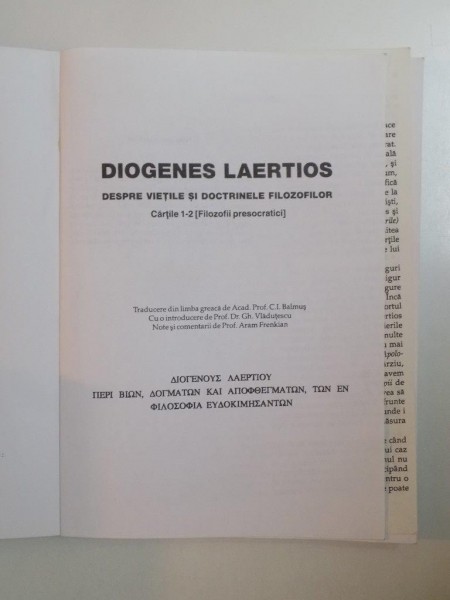 DIOGENES LAERTIOS
DESPRE VIEȚILE ȘI DOCTRINELE FILOZOFILOR
Cărțile 1-2 [Filozofii presocratici]
Traducere din limba greacă de Acad. Prof. C.I. Balmuș
Cu o introducere de Prof. Dr. Gh. Vlăduțescu
Note și comentarii de Prof. Aram Frenkian
ΔΙΟΓΕΝΟΥΣ ΛΑΕΡΤΙΟΥ
ΠΕΡΙ ΒΙΩΝ, ΔΟΓΜΑΤΩΝ ΚΑΙ ΑΠΟΦΘΕΓΜΑΤΩΝ, ΤΩΝ ΕΝ
ΦΙΛΟΣΟΦΙΑ ΕΥΔΟΚΙΜΗΣΑΝΤΩΝ